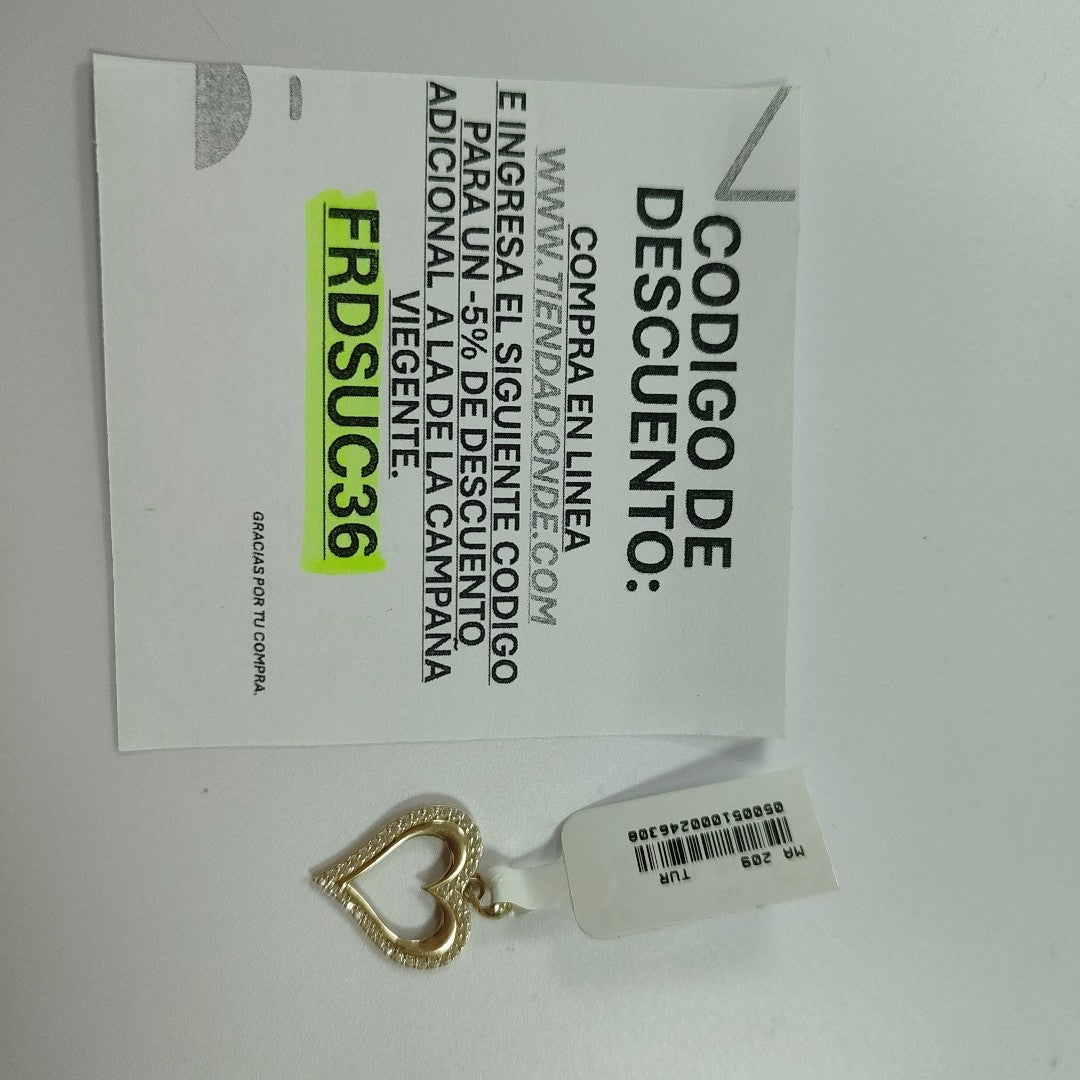 CODIGO DE
DESCUENTO:
COMPRA EN LINEA
WWW.TIENDADONDE.COM
E INGRESA EL SIGUIENTE CODIGO
PARA UN -5% DE DESCUENTO
ADICIONAL A LA DE LA CAMPAÑA
VIEGENTE.
FRDSUC36
GRACIAS POR TU COMPRA.
MA 209
TUR
0500051000246308